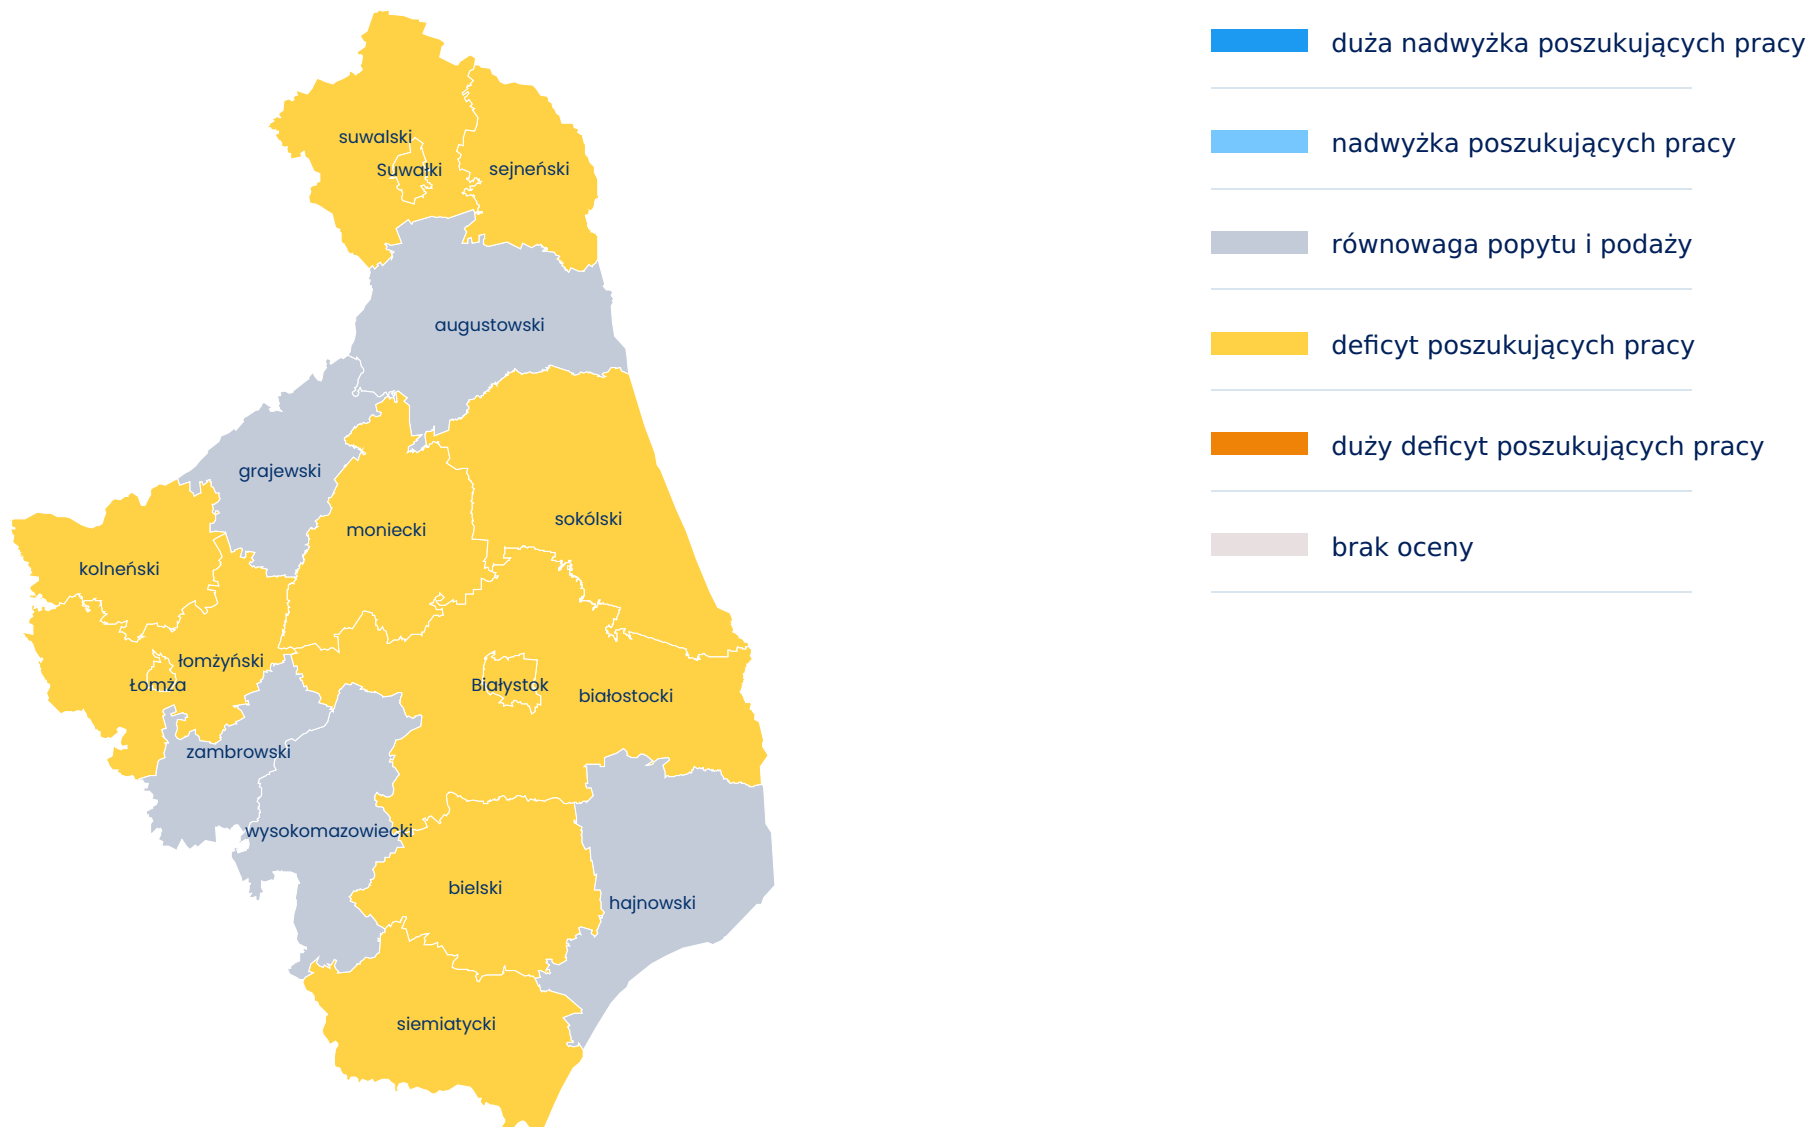 suwalski
Suwałki
sejneński
augustowski
grajewski
moniecki
sokólski
kolneński
łomżyński
Łomża
Białystok
białostocki
zambrowski
wysokomazowiecki
bielski
hajnowski
siemiatycki
duża nadwyżka poszukujących pracy
nadwyżka poszukujących pracy
równowaga popytu i podaży
deficyt poszukujących pracy
duży deficyt poszukujących pracy
brak oceny